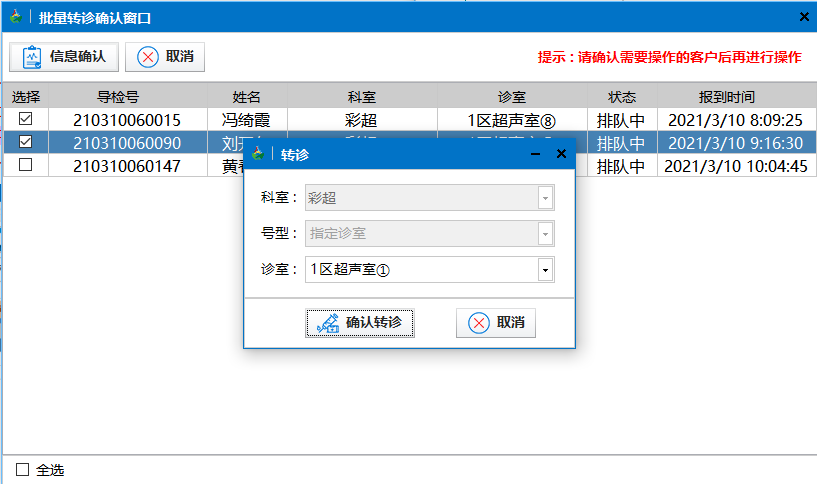 批量转诊确认窗口
信息确认 取消 提示：请确认需要操作的客户后再进行操作
选择 导检号 姓名 科室 诊室 状态 报到时间
210310060015 冯绮霞 彩超 1区超声室⑧ 排队中 2021/3/10 8:09:25
210310060090 刘 排队中 2021/3/10 9:16:30
210310060147 黄 排队中 2021/3/10 10:04:45
转诊
科室： 彩超
号型： 指定诊室
诊室： 1区超声室①
确认转诊 取消
全选